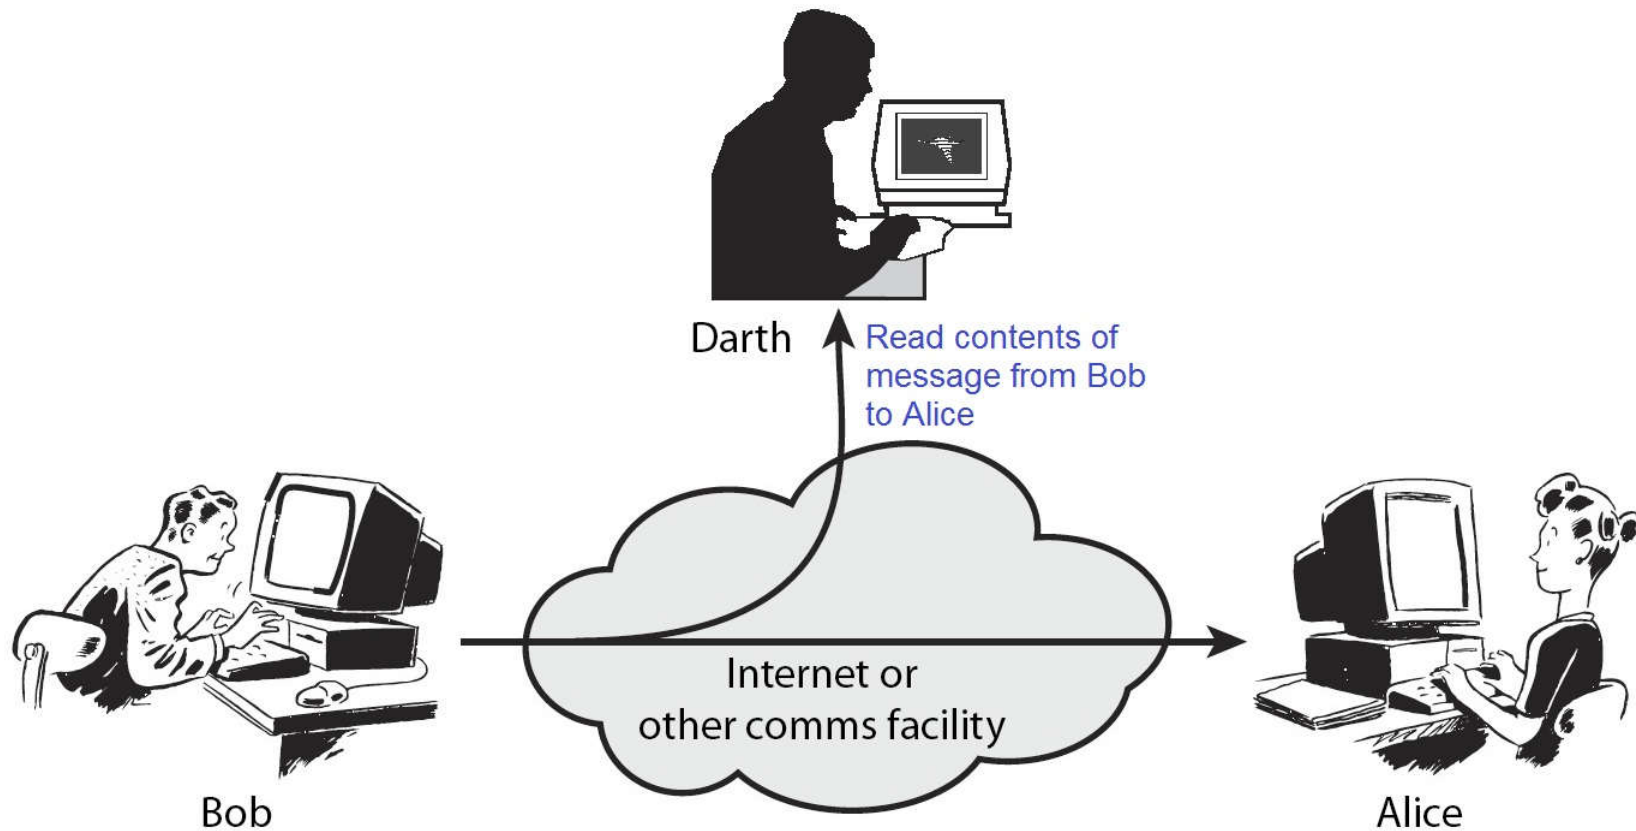 Darth
Read contents of
message from Bob
to Alice
Internet or
other comms facility
Bob
Alice